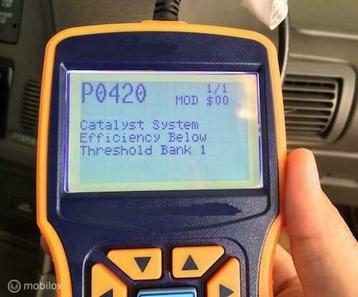 P0420
1/1
MOD $00
Catalyst System
Efficiency Below
Threshold Bank 1
mobilox